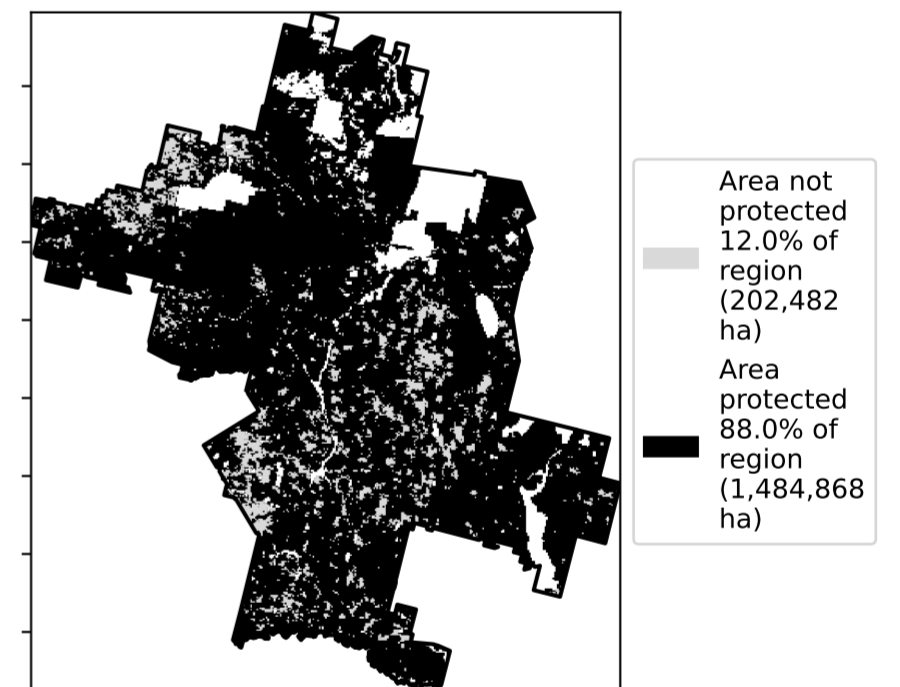 Area not
protected
12.0% of
region
(202,482
ha)
Area
protected
88.0% of
region
(1,484,868
ha)